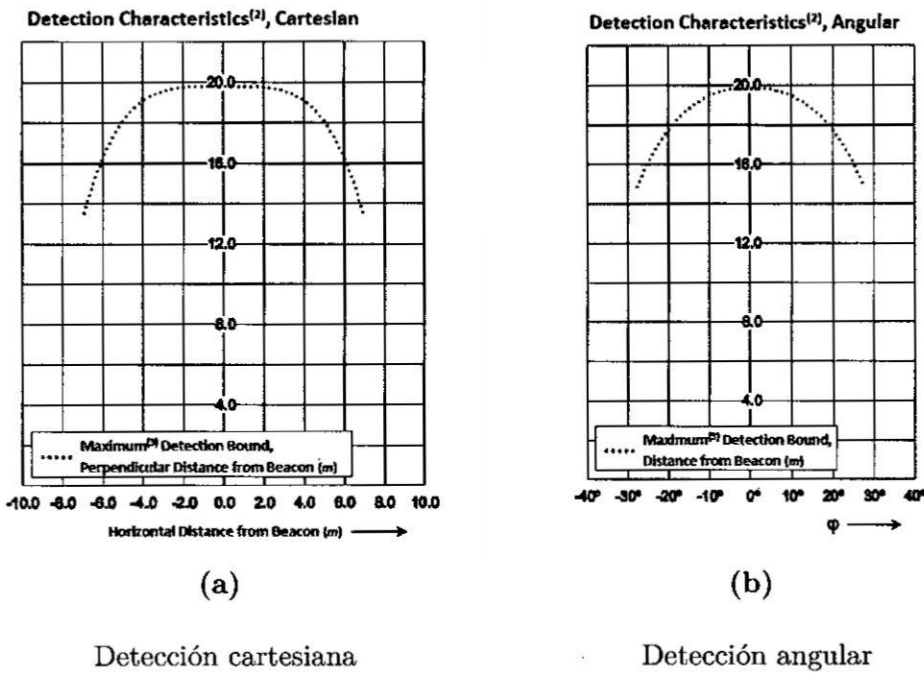 Detection Characteristics(2), Cartesian
20.0
16.0
12.0
8.0
4.0
Maximum[3] Detection Bound,
Perpendicular Distance from Beacon (m)
-10.0 -8.0 -6.0 -4.0 -2.0 0.0 2.0 4.0 6.0 8.0 10.0
Horizontal Distance from Beacon (m)
(a)
Detección cartesiana
Detection Characteristics(2), Angular
20.0
16.0
12.0
8.0
4.0
Maximum[3] Detection Bound,
Distance from Beacon (m)
-40° -30° -20° -10° 0° 10° 20° 30° 40°
φ
(b)
Detección angular